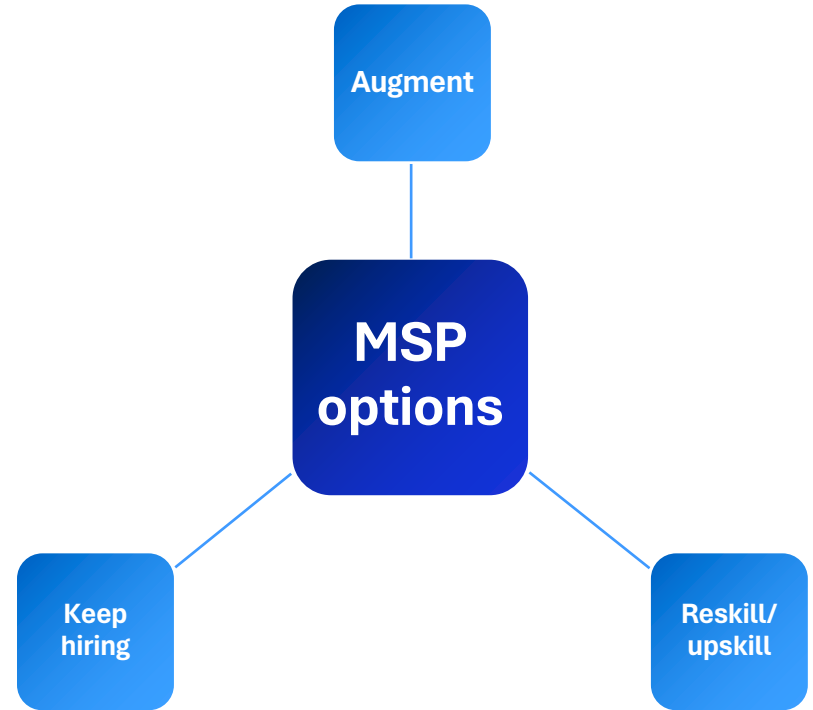 Augment
MSP
options
Keep
hiring
Reskill/
upskill